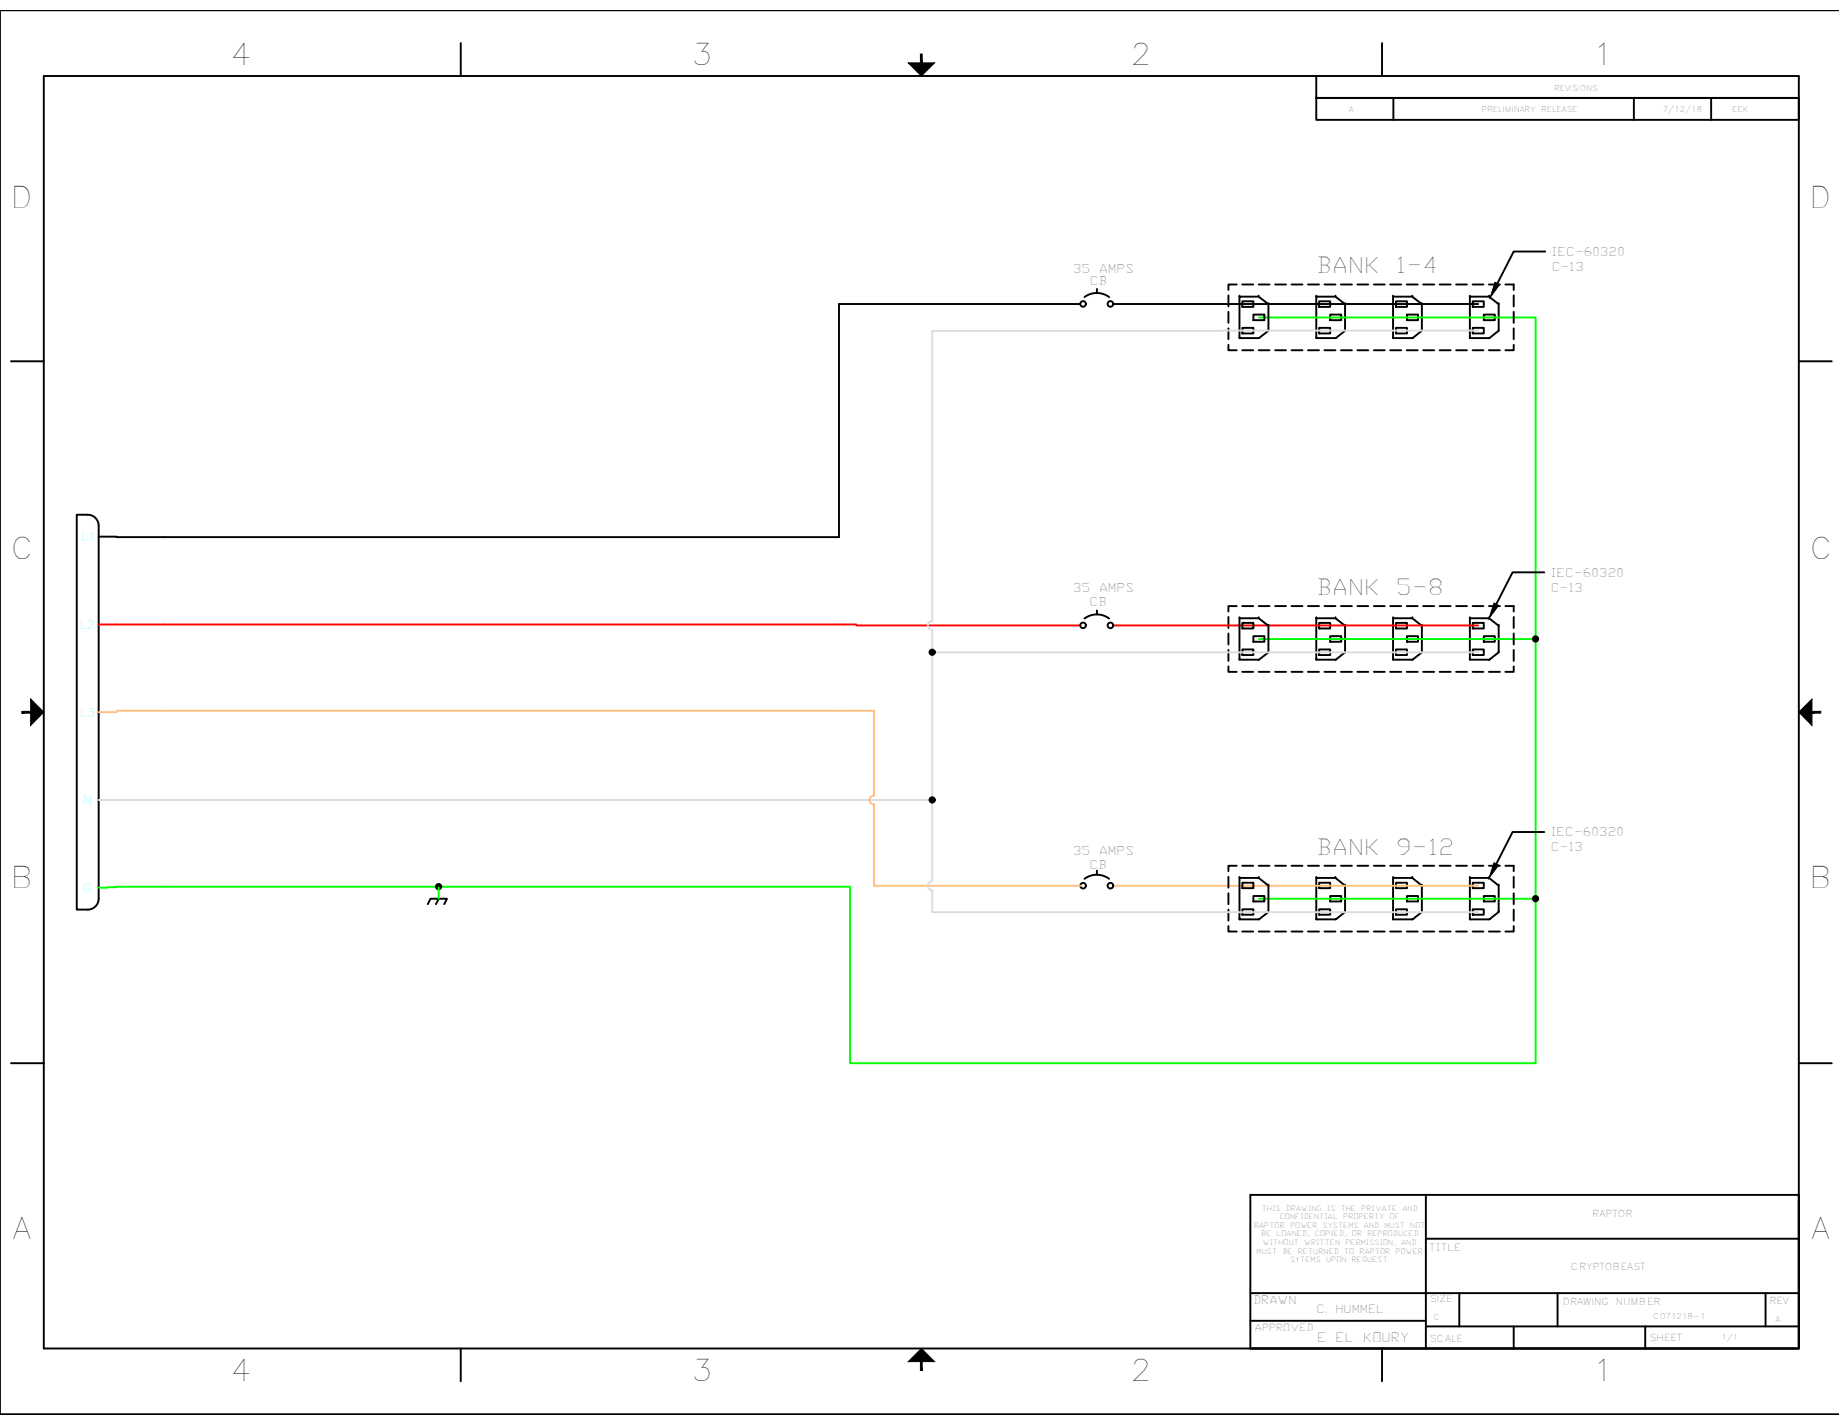 4 3 2 1
REVISIONS
A PRELIMINARY RELEASE 7/12/18 EEK
D D
IEC-60320
C-13
BANK 1-4
35 AMPS
CB
C C
L1
IEC-60320
C-13
BANK 5-8
35 AMPS
CB
L2
L3
N
IEC-60320
C-13
BANK 9-12
35 AMPS
CB
B B
G
A A
THIS DRAWING IS THE PRIVATE AND
CONFIDENTIAL PROPERTY OF
RAPTOR POWER SYSTEMS AND MUST NOT
BE LOANED, COPIED, OR REPRODUCED
WITHOUT WRITTEN PERMISSION, AND
MUST BE RETURNED TO RAPTOR POWER
SYTEMS UPON REQUEST.
RAPTOR
TITLE
CRYPTOBEAST
DRAWN
C. HUMMEL
APPROVED
E EL KOURY
SIZE
C
DRAWING NUMBER
C071218-1
REV
A
SCALE
SHEET 1/1
4 3 2 1